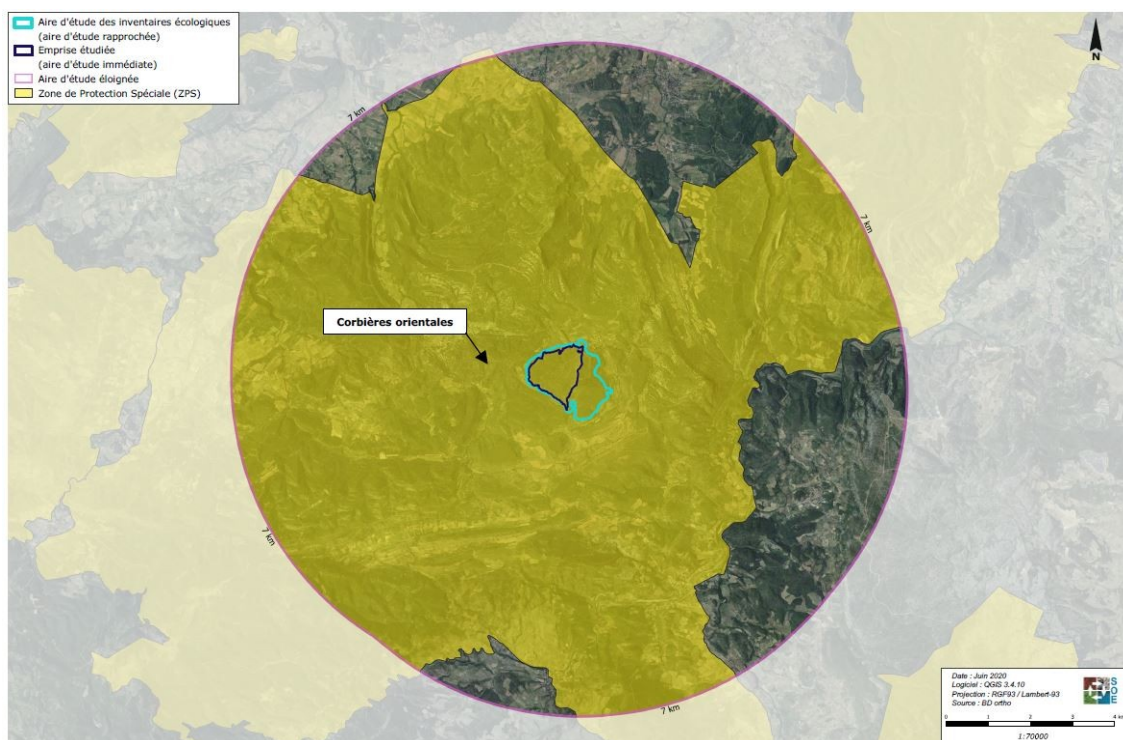 Aire d'étude des inventaires écologiques
(aire d'étude rapprochée)
Emprise étudiée
(aire d'étude immédiate)
Aire d'étude éloignée
Zone de Protection Spéciale (ZPS)
N
7 km
7 km
Corbières orientales
7 km
7 km
Date : Juin 2020
Logiciel : QGIS 3.4.10
Projection : RGF93 / Lambert-93
Source : BD ortho
SOE
0 1 2 3 4 km
1:70000